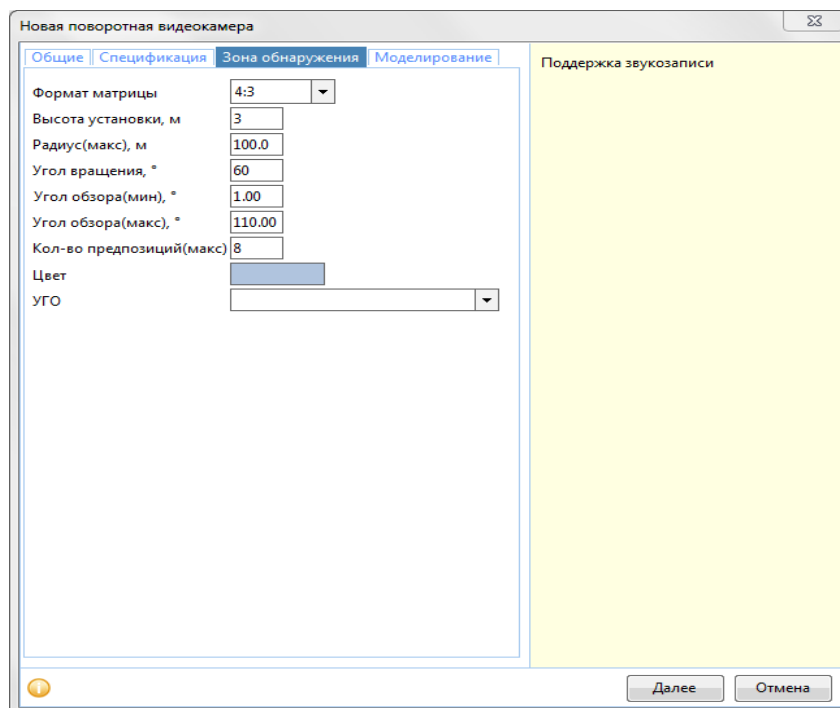 Новая поворотная видеокамера
Общие Спецификация Зона обнаружения Моделирование
Поддержка звукозаписи
Формат матрицы 4:3
Высота установки, м 3
Радиус(макс), м 100.0
Угол вращения, ° 60
Угол обзора(мин), ° 1.00
Угол обзора(макс), ° 110.00
Кол-во предпозиций(макс) 8
Цвет
УГО
Далее Отмена